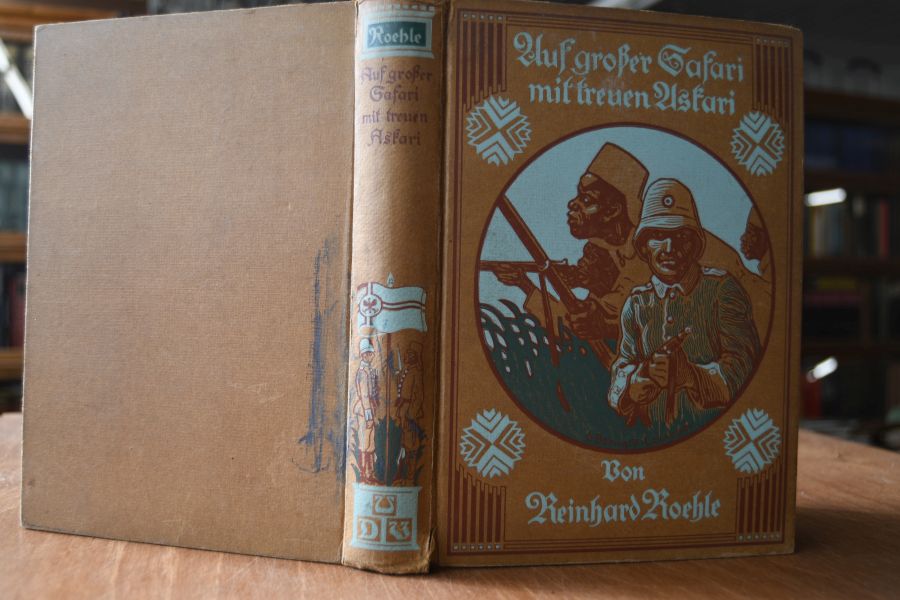 Roehle
Auf großer
Safari
mit treuen
Askari
U
D V
Auf großer Safari
mit treuen Askari
Von
Reinhard Roehle